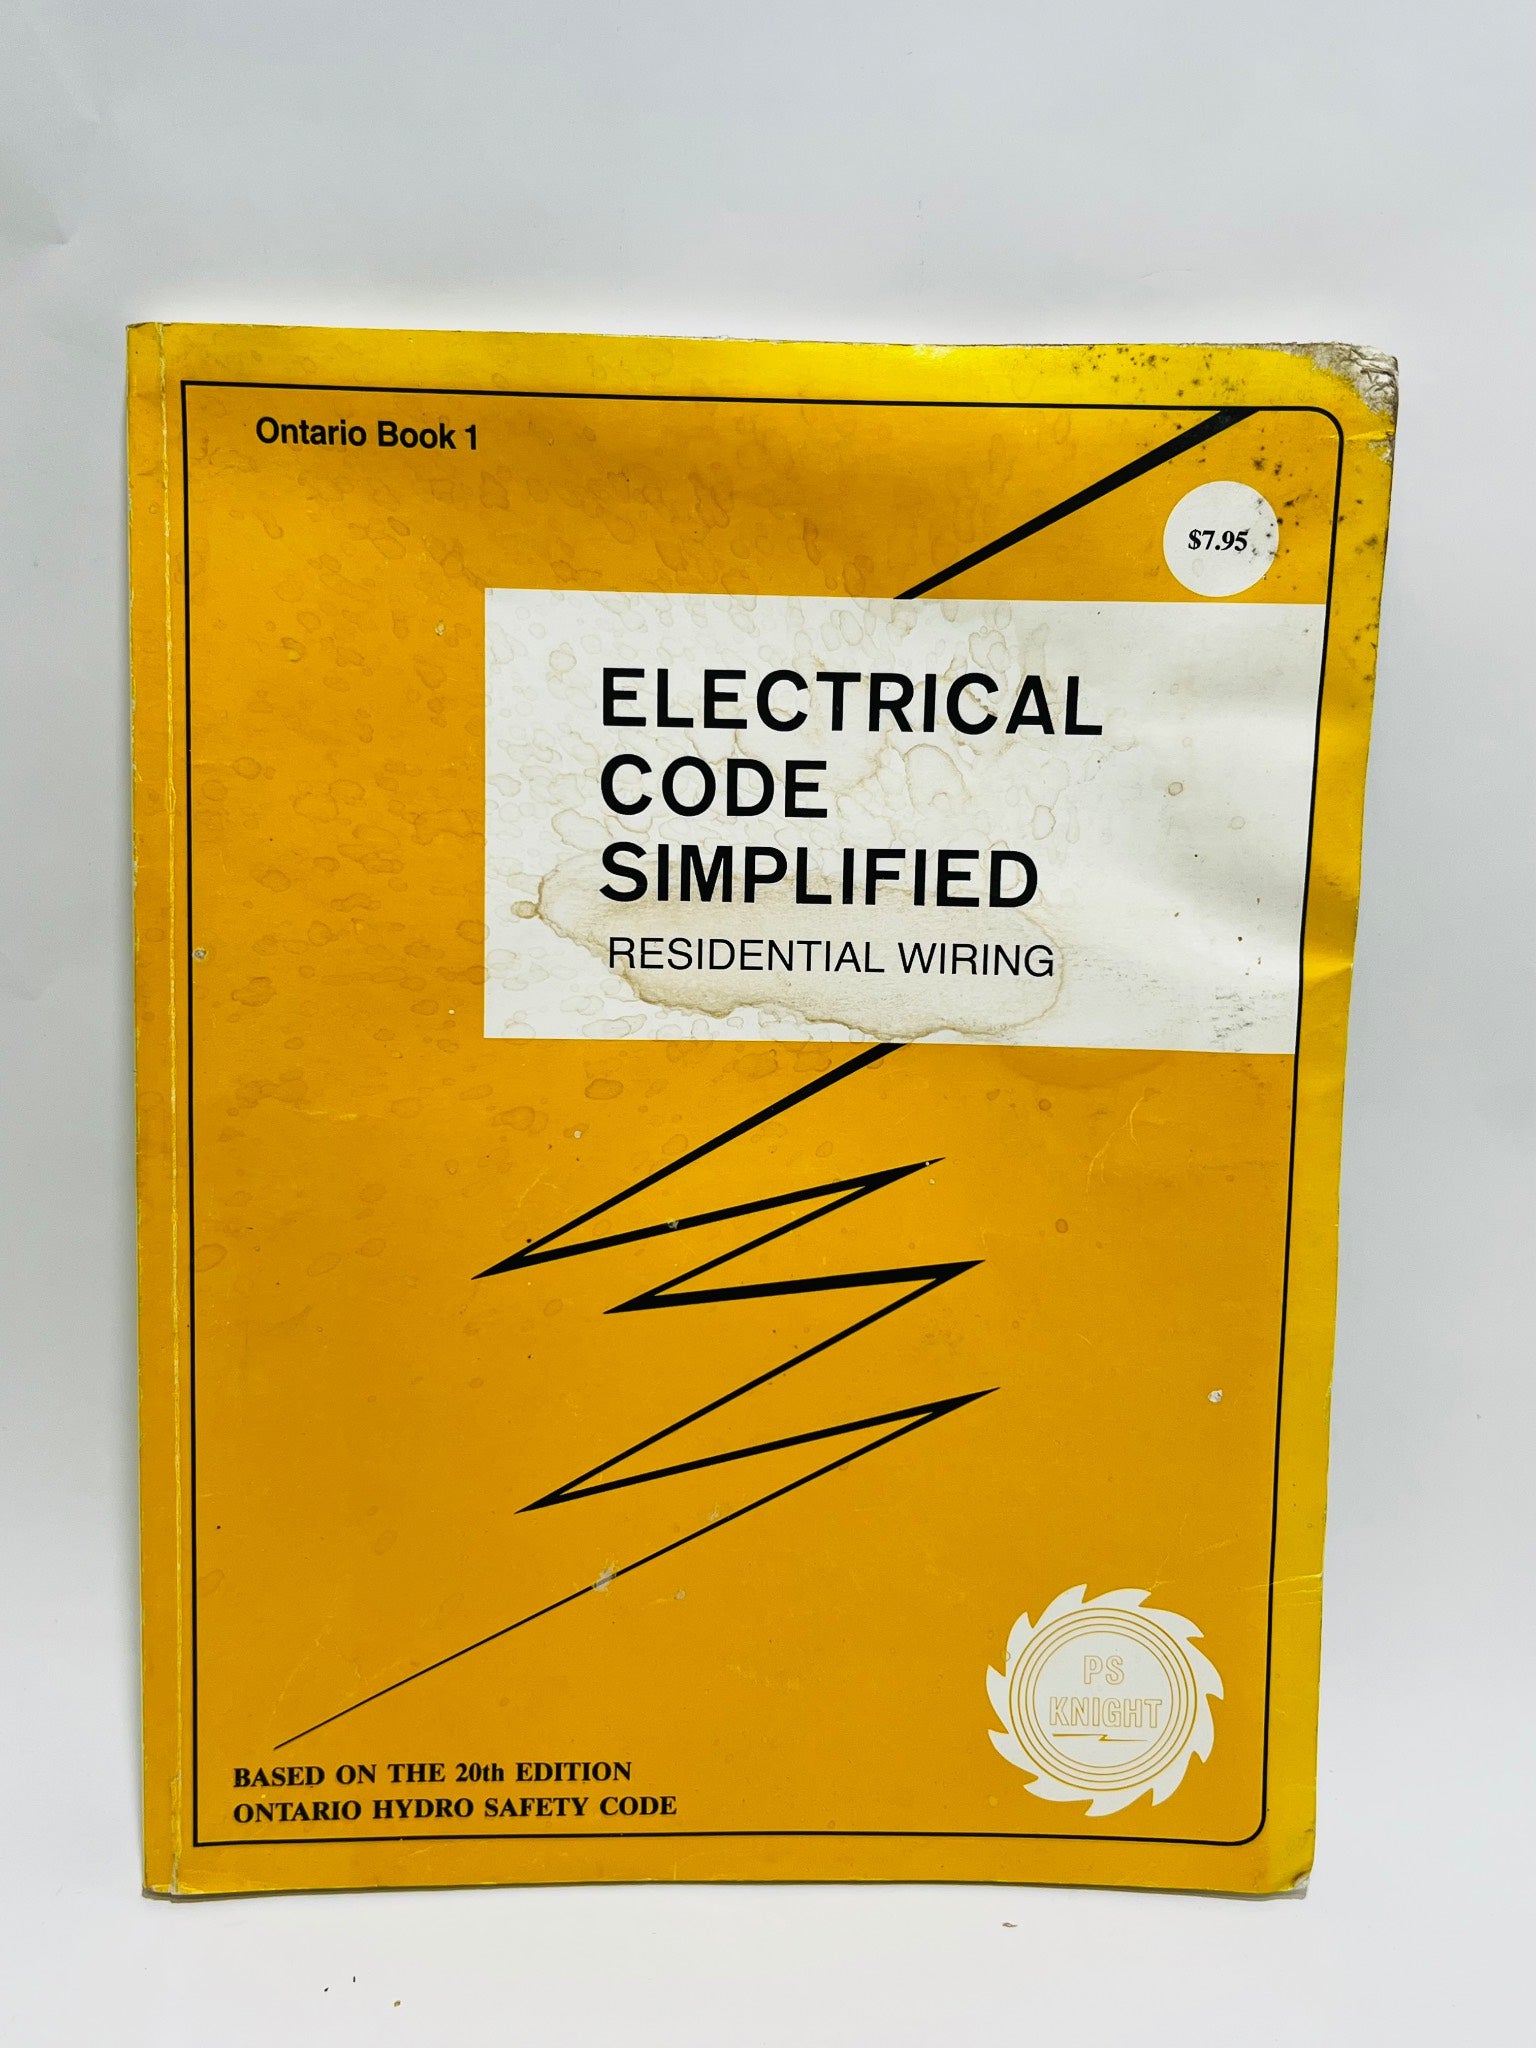 Ontario Book 1
$7.95
ELECTRICAL
CODE
SIMPLIFIED
RESIDENTIAL WIRING
PS
KNIGHT
BASED ON THE 20th EDITION
ONTARIO HYDRO SAFETY CODE